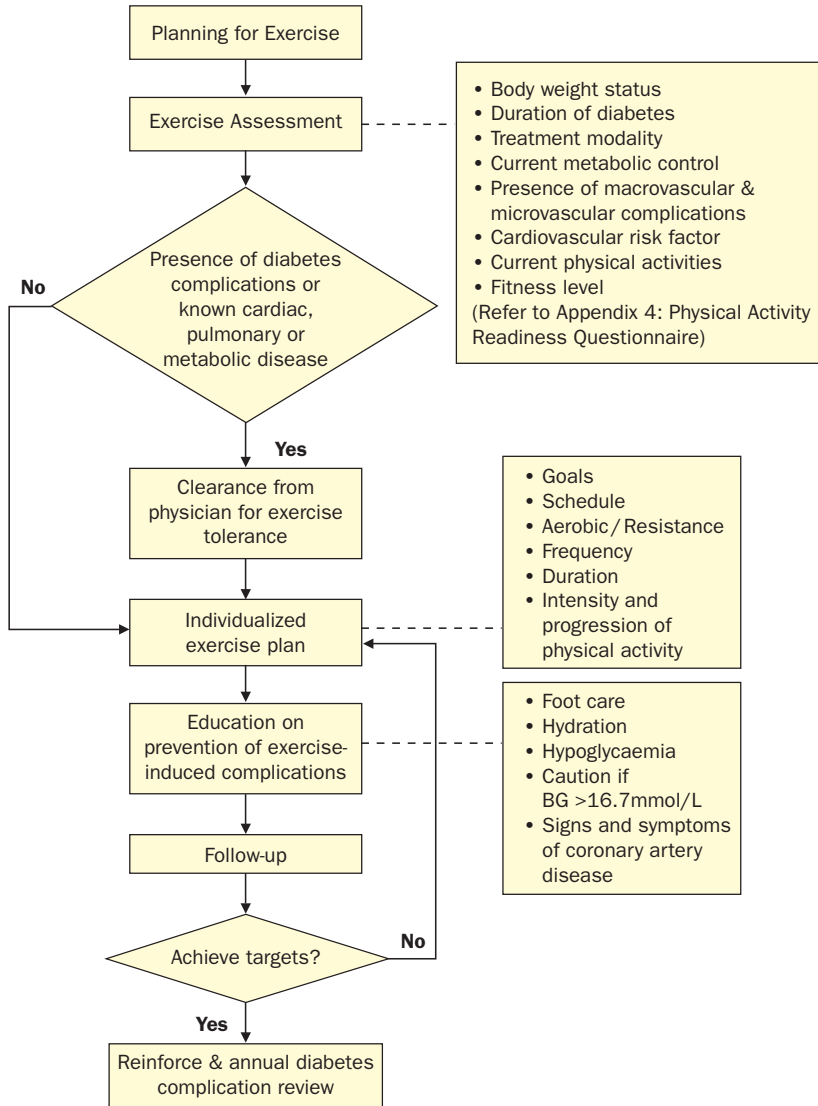 Planning for Exercise
Exercise Assessment
• Body weight status
• Duration of diabetes
• Treatment modality
• Current metabolic control
• Presence of macrovascular &
microvascular complications
• Cardiovascular risk factor
• Current physical activities
• Fitness level
(Refer to Appendix 4: Physical Activity
Readiness Questionnaire)
Presence of diabetes
complications or
known cardiac,
pulmonary or
metabolic disease
No
Yes
Clearance from
physician for exercise
tolerance
Individualized
exercise plan
• Goals
• Schedule
• Aerobic/Resistance
• Frequency
• Duration
• Intensity and
progression of
physical activity
Education on
prevention of exercise-
induced complications
• Foot care
• Hydration
• Hypoglycaemia
• Caution if
BG >16.7mmol/L
• Signs and symptoms
of coronary artery
disease
Follow-up
Achieve targets?
No
Yes
Reinforce & annual diabetes
complication review